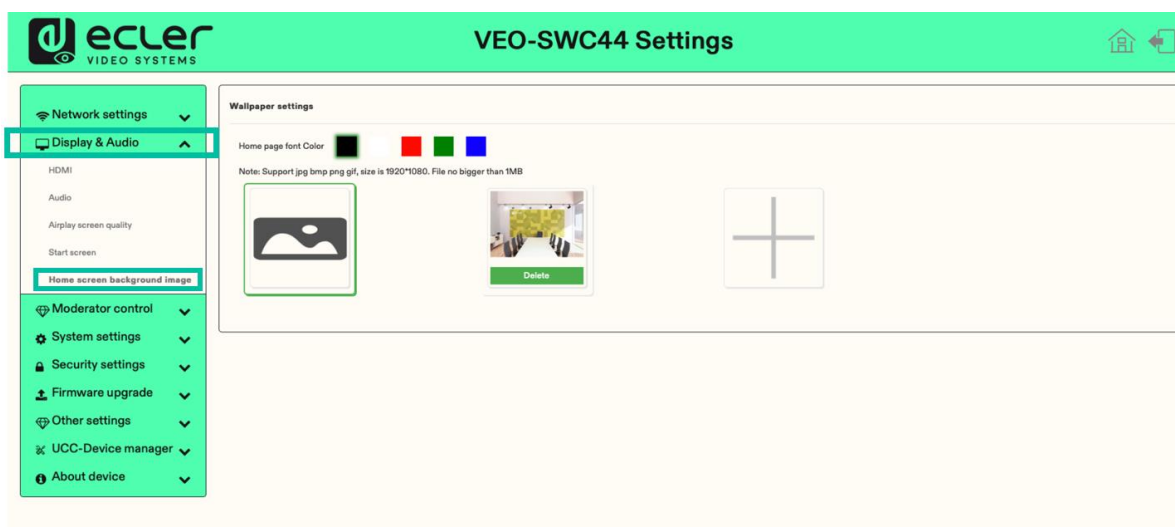 ecler
VIDEO SYSTEMS
VEO-SWC44 Settings
Network settings
Display & Audio
HDMI
Audio
Airplay screen quality
Start screen
Home screen background image
Moderator control
System settings
Security settings
Firmware upgrade
Other settings
UCC-Device manager
About device
Wallpaper settings
Home page font Color
Note: Support jpg bmp png gif, size is 1920*1080. File no bigger than 1MB
Delete